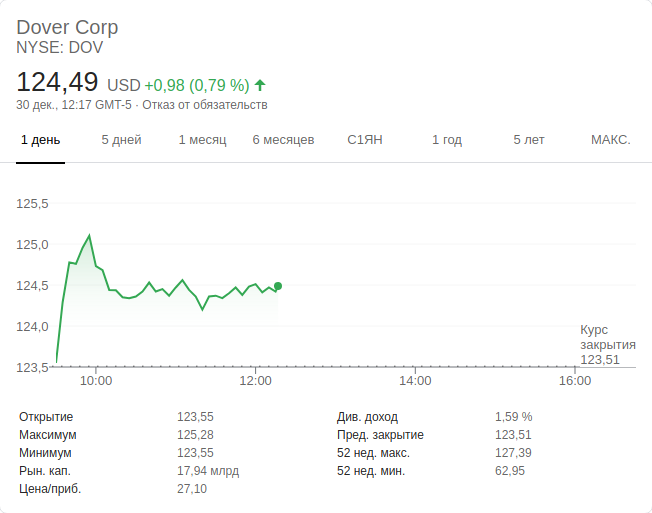 Dover Corp
NYSE: DOV
124,49 USD +0,98 (0,79 %)
30 дек., 12:17 GMT-5 · Отказ от обязательств
1 день 5 дней 1 месяц 6 месяцев С1ЯН 1 год 5 лет МАКС.
125,5
125,0
124,5
124,0
Курс
закрытия
123,51
123,5
10:00 12:00 14:00 16:00
Открытие 123,55 Див. доход 1,59 %
Максимум 125,28 Пред. закрытие 123,51
Минимум 123,55 52 нед. макс. 127,39
Рын. кап. 17,94 млрд 52 нед. мин. 62,95
Цена/приб. 27,10